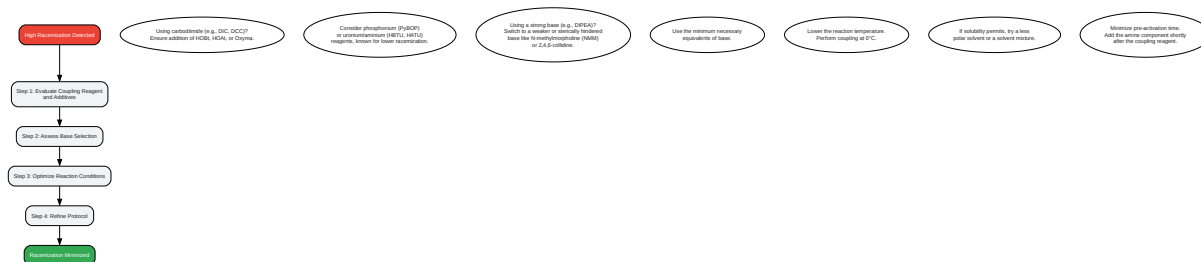 High Racemization Detected
Using carbodiimide (e.g., DIC, DCC)?
Ensure addition of HOBt, HOAt, or Oxyma.
Consider phosphonium (PyBOP)
or uronium/aminium (HBTU, HATU)
reagents, known for lower racemization.
Using a strong base (e.g., DIPEA)?
Switch to a weaker or sterically hindered
base like N-methylmorpholine (NMM)
or 2,4,6-collidine.
Use the minimum necessary
equivalents of base.
Lower the reaction temperature.
Perform coupling at 0°C.
If solubility permits, try a less
polar solvent or a solvent mixture.
Minimize pre-activation time.
Add the amine component shortly
after the coupling reagent.
Step 1: Evaluate Coupling Reagent
and Additives
Step 2: Assess Base Selection
Step 3: Optimize Reaction Conditions
Step 4: Refine Protocol
Racemization Minimized